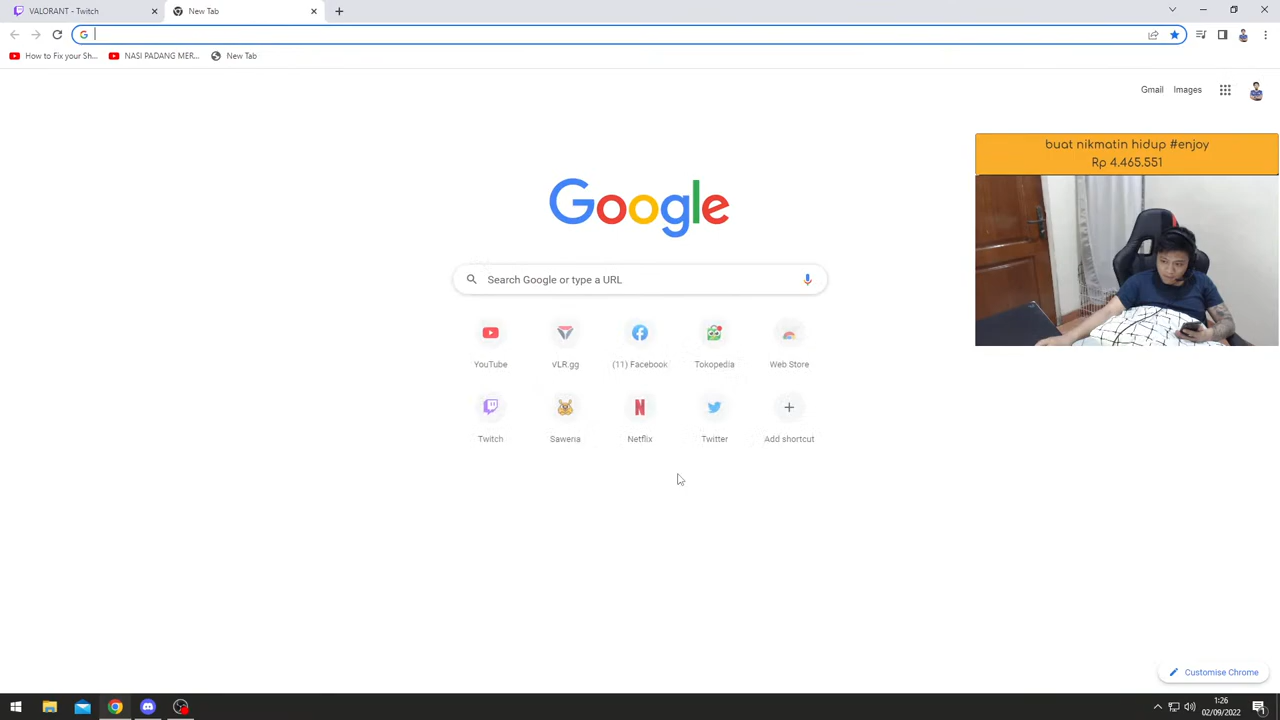 VALORANT - Twitch
New Tab
How to Fix your Sh...
NASI PADANG MER...
New Tab
Gmail
Images
buat nikmatin hidup #enjoy
Rp 4.465.551
Google
Search Google or type a URL
YouTube
VLR.gg
(11) Facebook
Tokopedia
Web Store
Twitch
Saweria
Netflix
Twitter
Add shortcut
Customise Chrome
1:26
02/09/2022